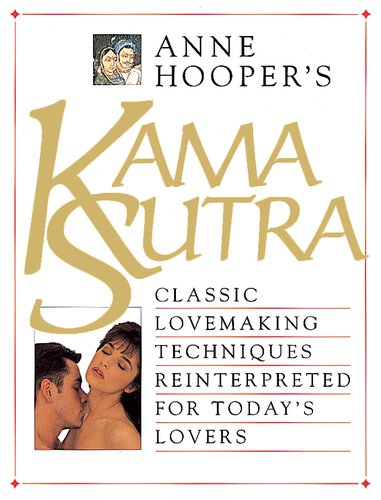 ANNE
HOOPER'S
KAMA
SUTRA
CLASSIC
LOVEMAKING
TECHNIQUES
REINTERPRETED
FOR TODAY'S
LOVERS